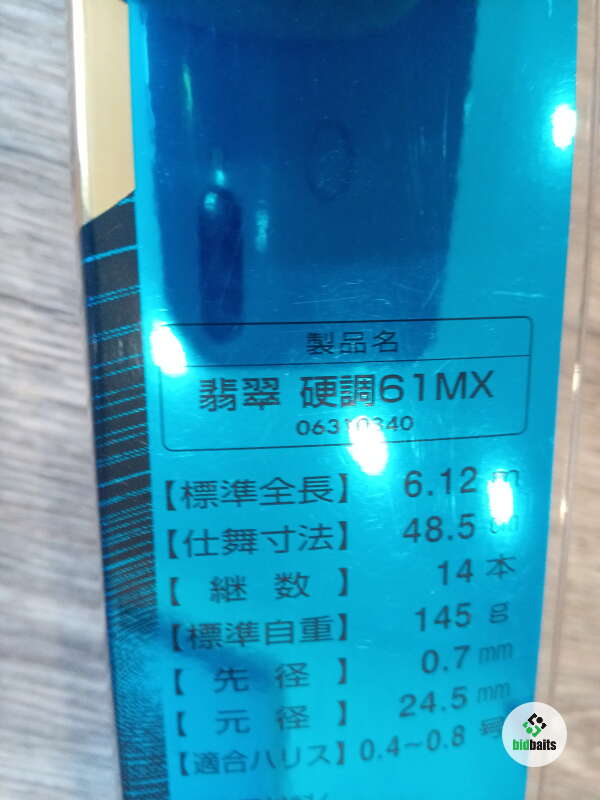 製品名
翡翠 硬調61MX
06310340
【標準全長】 6.12 m
【仕舞寸法】 48.5 cm
【継数】 14 本
【標準自重】 145 g
【先径】 0.7 mm
【元径】 24.5 mm
【適合ハリス】 0.4~0.8 号
bidbaits